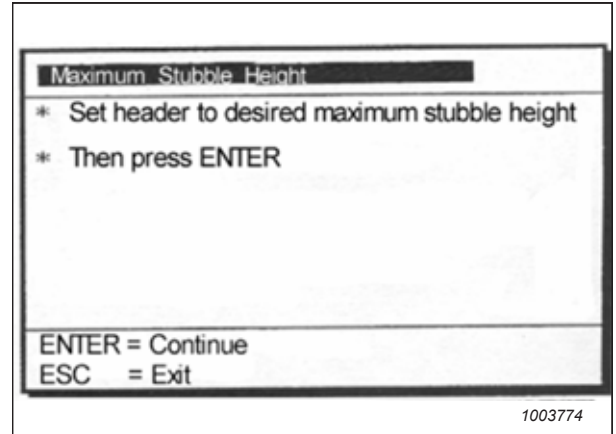 Maximum Stubble Height
* Set header to desired maximum stubble height
* Then press ENTER
ENTER = Continue
ESC = Exit
1003774